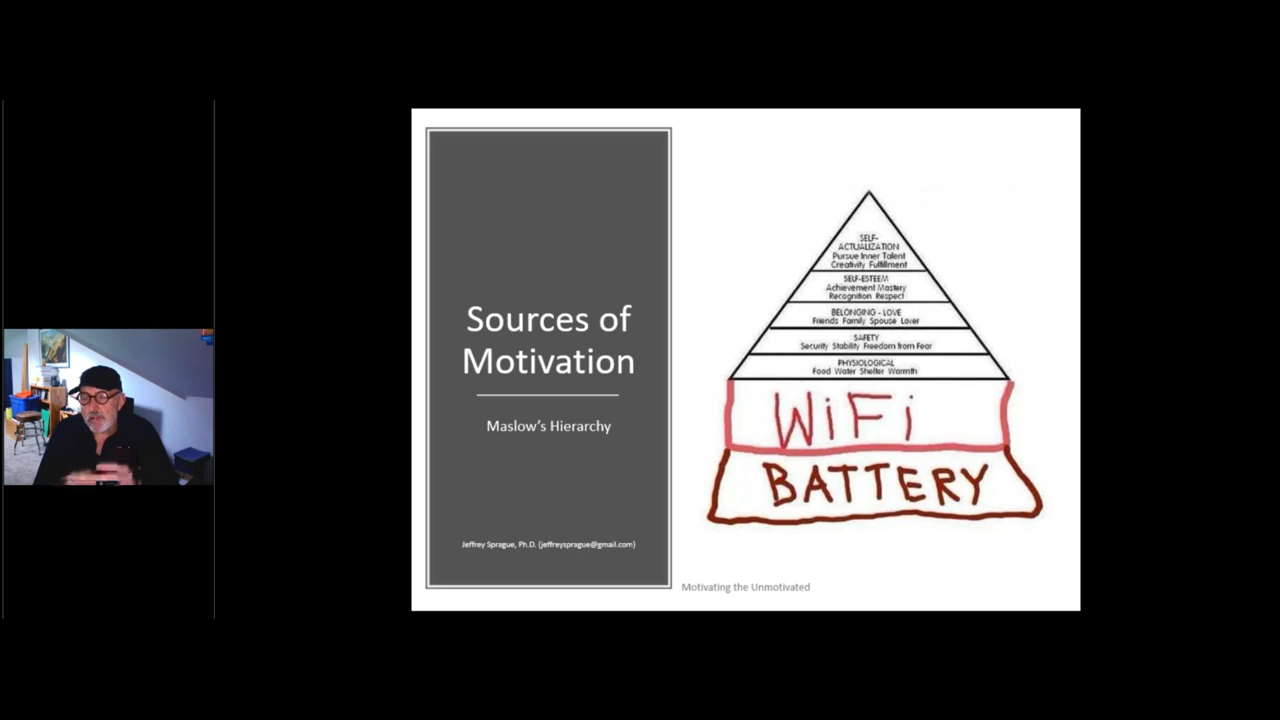 Sources of
Motivation
Maslow's Hierarchy
Jeffrey Sprague, Ph.D. (jeffreysprague@gmail.com)
SELF-
ACTUALIZATION
Pursue Inner Talent
Creativity Fulfillment
SELF-ESTEEM
Achievement Mastery
Recognition Respect
BELONGING - LOVE
Friends Family Spouse Lover
SAFETY
Security Stability Freedom from Fear
PHYSIOLOGICAL
Food Water Shelter Warmth
WiFi
BATTERY
Motivating the Unmotivated